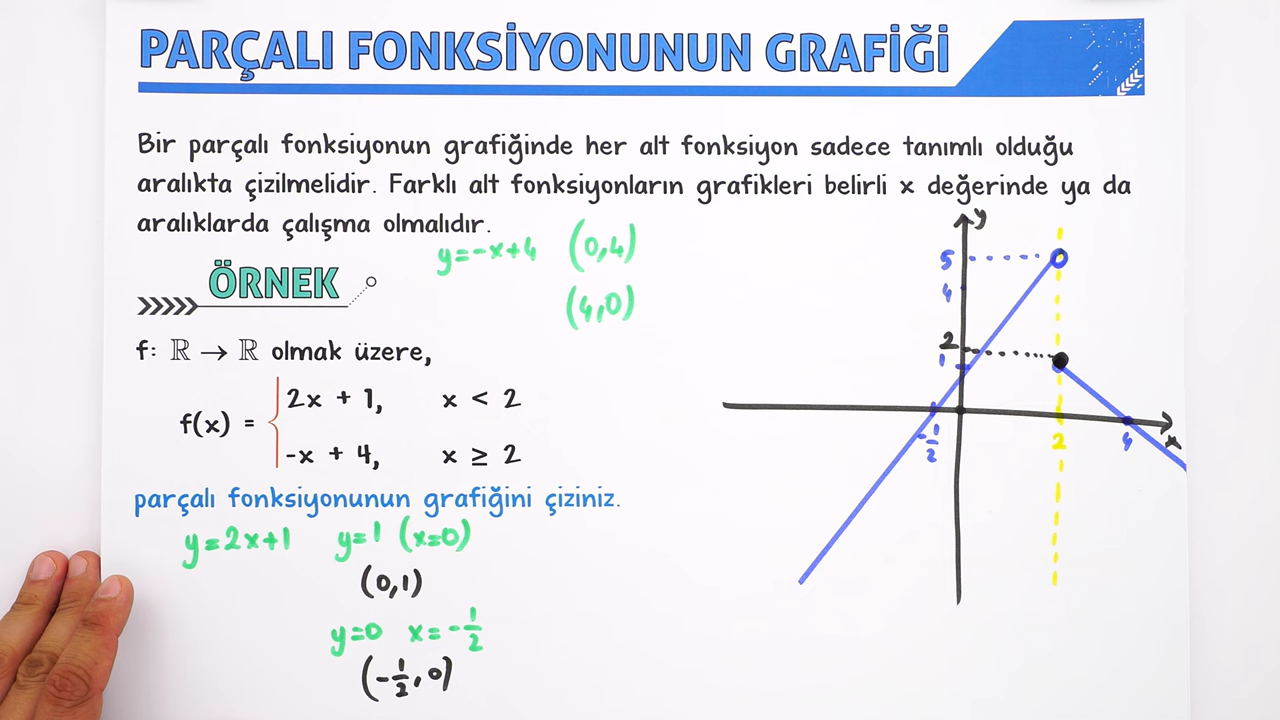 PARÇALI FONKSİYONUNUN GRAFİĞİ
Bir parçalı fonksiyonun grafiğinde her alt fonksiyon sadece tanımlı olduğu
aralıkta çizilmelidir. Farklı alt fonksiyonların grafikleri belirli x değerinde ya da
aralıklarda çalışma olmalıdır.
y=-x+4 (0,4)
(4,0)
ÖRNEK
f: ℝ → ℝ olmak üzere,
f(x) =
2x + 1, x < 2
-x + 4, x ≥ 2
parçalı fonksiyonunun grafiğini çiziniz.
y=2x+1 y=1 (x=0)
(0,1)
y=0 x=-1/2
(-1/2,0)
y
5
4
2
1
-1/2
2
4
x